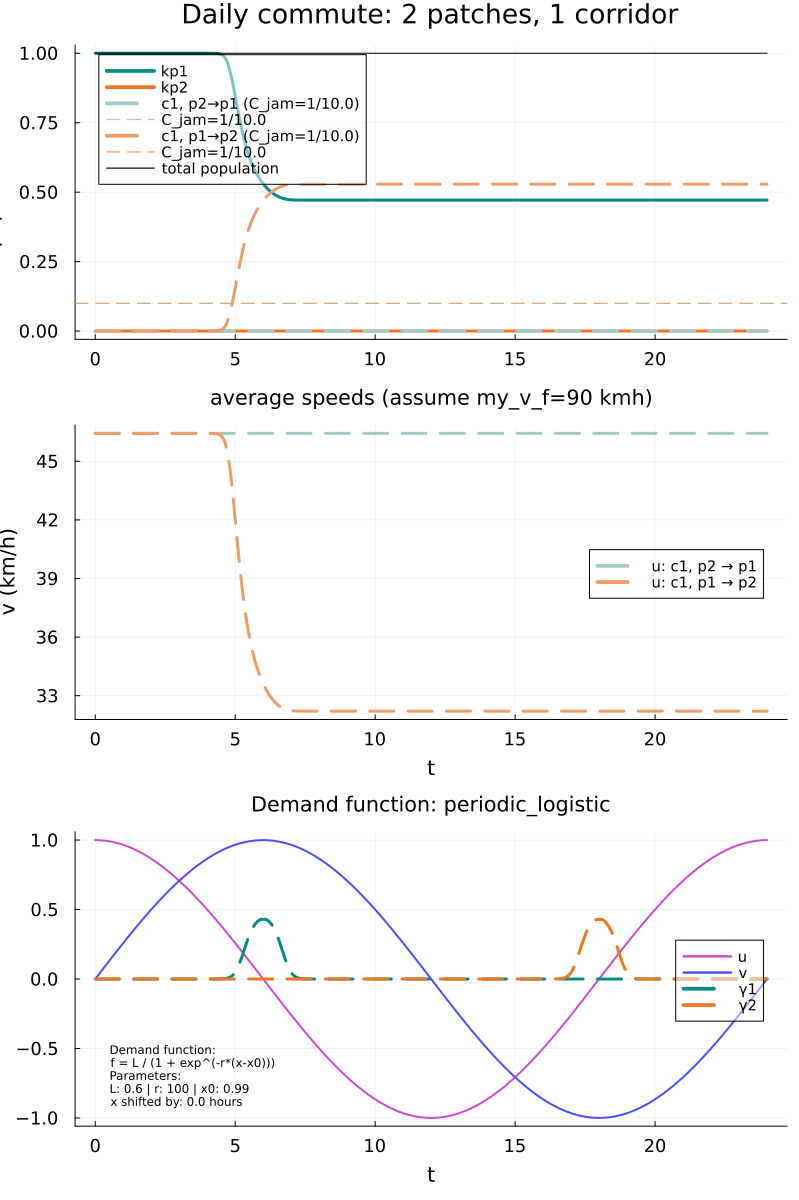 Daily commute: 2 patches, 1 corridor
1.00
0.75
0.50
0.25
0.00
kp1
kp2
c1, p2→p1 (C_jam=1/10.0)
C_jam=1/10.0
c1, p1→p2 (C_jam=1/10.0)
C_jam=1/10.0
total population
0 5 10 15 20
average speeds (assume my_v_f=90 kmh)
v (km/h)
45
42
39
36
33
u: c1, p2 → p1
u: c1, p1 → p2
0 5 10 15 20
t
Demand function: periodic_logistic
1.0
0.5
0.0
−0.5
−1.0
u
v
γ1
γ2
Demand function:
f = L / (1 + exp^(-r*(x-x0)))
Parameters:
L: 0.6 | r: 100 | x0: 0.99
x shifted by: 0.0 hours
0 5 10 15 20
t